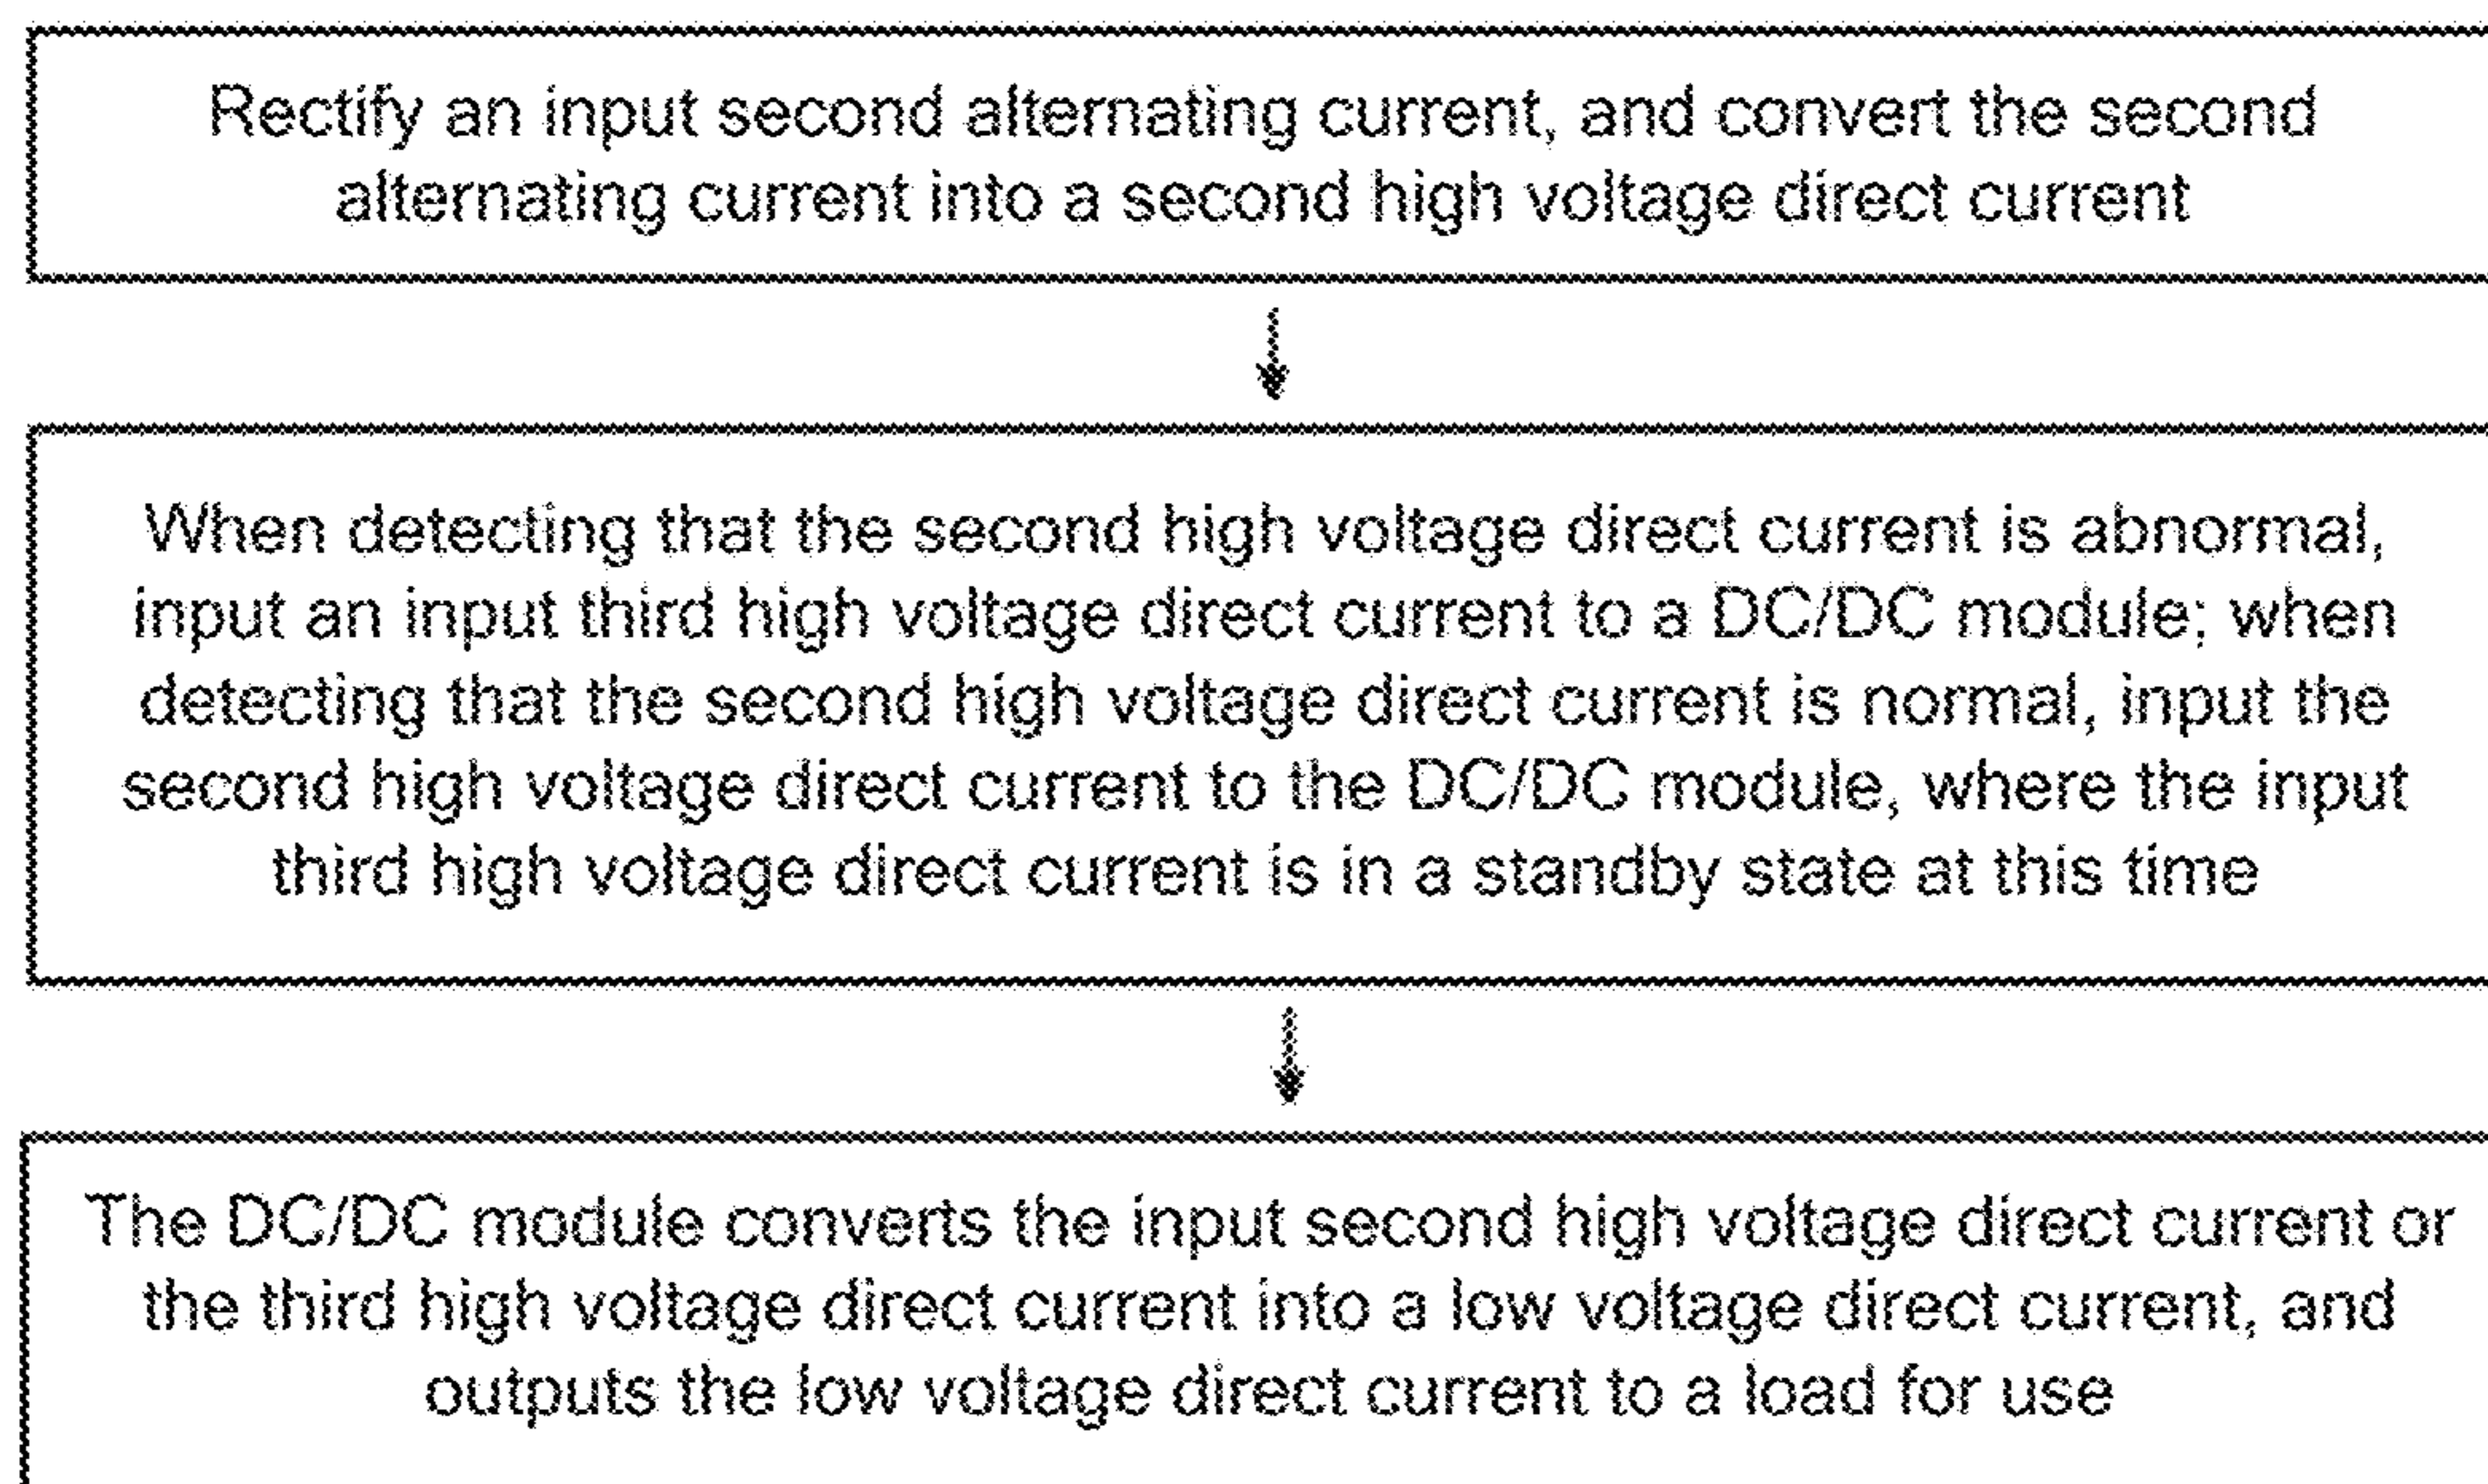 Rectify an input second alternating current, and convert the second
alternating current into a second high voltage direct current
When detecting that the second high voltage direct current is abnormal,
input an input third high voltage direct current to a DC/DC module; when
detecting that the second high voltage direct current is normal, input the
second high voltage direct current to the DC/DC module, where the input
third high voltage direct current is in a standby state at this time
The DC/DC module converts the input second high voltage direct current or
the third high voltage direct current into a low voltage direct current, and
outputs the low voltage direct current to a load for use